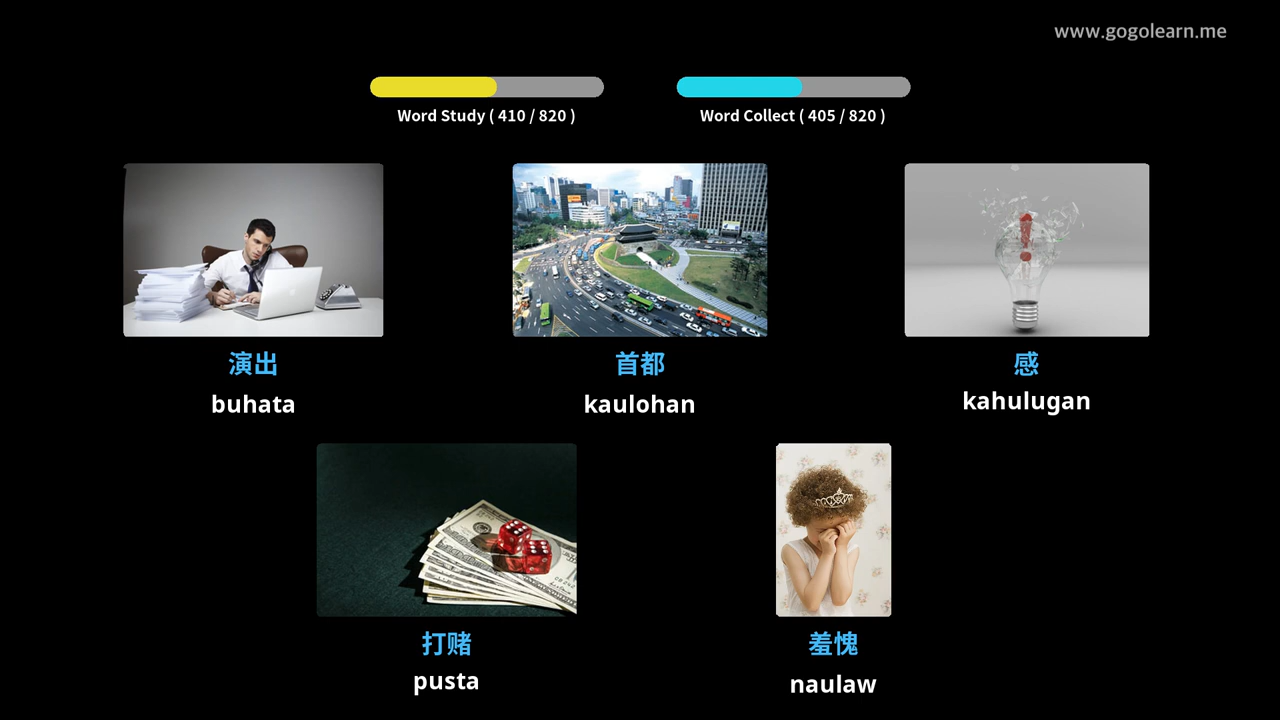 www.gogolearn.me
Word Study ( 410 / 820 )
Word Collect ( 405 / 820 )
演出
buhata
首都
kaulohan
感
kahulugan
打赌
pusta
羞愧
naulaw